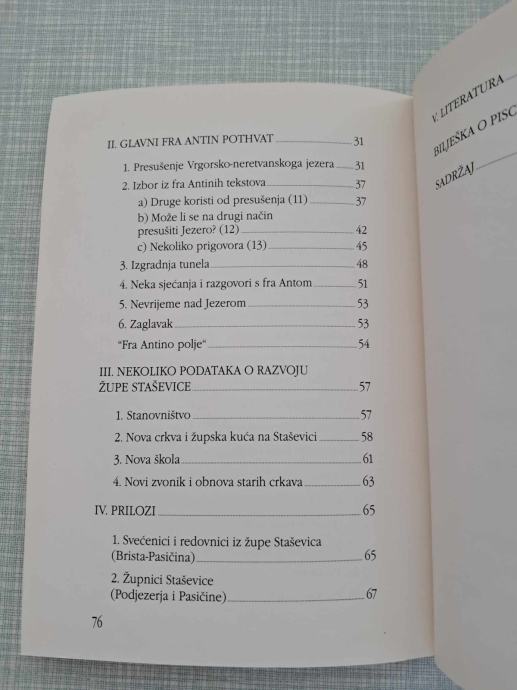 II. GLAVNI FRA ANTIN POTHVAT 31
1. Presušenje Vrgorsko-neretvanskoga jezera 31
2. Izbor iz fra Antinih tekstova 37
a) Druge koristi od presušenja (11) 37
b) Može li se na drugi način
presušiti Jezero? (12) 42
c) Nekoliko prigovora (13) 45
3. Izgradnja tunela 48
4. Neka sjećanja i razgovori s fra Antom 51
5. Nevrijeme nad Jezerom 53
6. Zaglavak 53
"Fra Antino polje" 54
III. NEKOLIKO PODATAKA O RAZVOJU
ŽUPE STAŠEVICE 57
1. Stanovništvo 57
2. Nova crkva i župska kuća na Staševici 58
3. Nova škola 61
4. Novi zvonik i obnova starih crkava 63
IV. PRILOZI 65
1. Svećenici i redovnici iz župe Staševica
(Brista-Pasičina) 65
2. Župnici Staševice
(Podjezerja i Pasičine) 67
76
V. LITERATURA
BILJEŠKA O PISC
SADRŽAJ